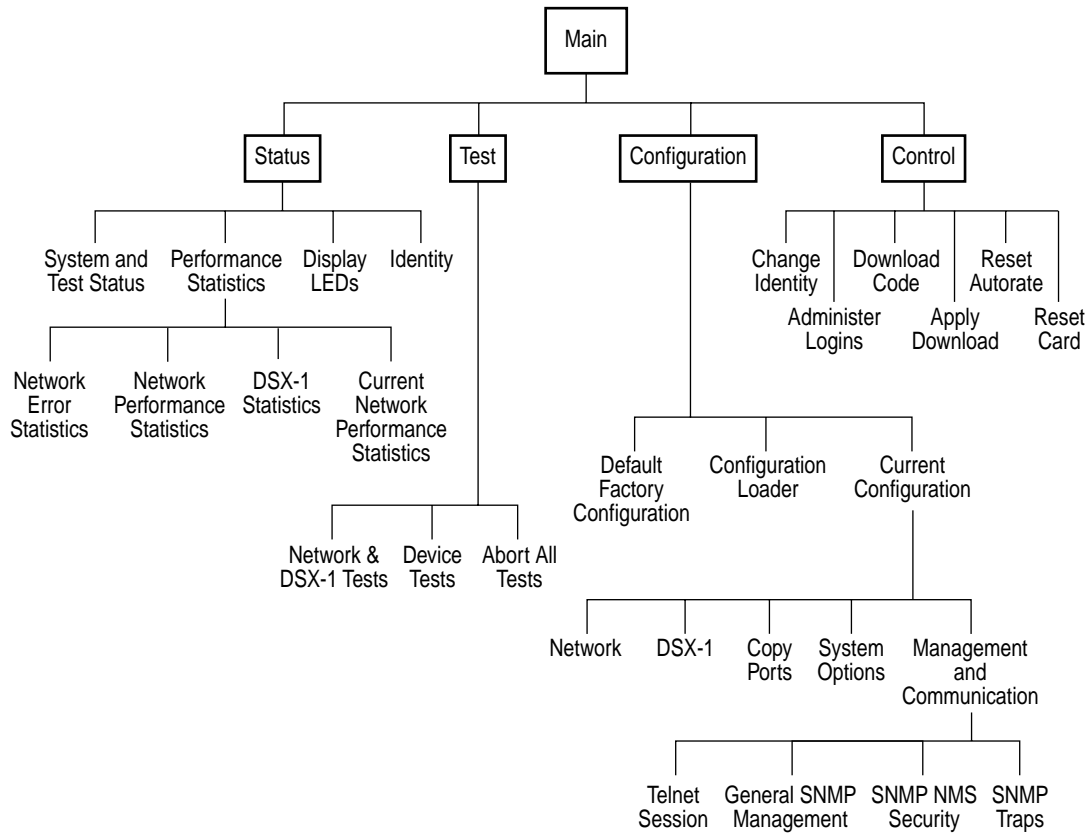 Main
Status
Test
Configuration
Control
System and
Test Status
Performance
Statistics
Display
LEDs
Identity
Change
Identity
Administer
Logins
Download
Code
Apply
Download
Reset
Autorate
Reset
Card
Network
Error
Statistics
Network
Performance
Statistics
DSX-1
Statistics
Current
Network
Performance
Statistics
Default
Factory
Configuration
Configuration
Loader
Current
Configuration
Network &
DSX-1 Tests
Device
Tests
Abort All
Tests
Network
DSX-1
Copy
Ports
System
Options
Management
and
Communication
Telnet
Session
General SNMP
Management
SNMP NMS
Security
SNMP
Traps